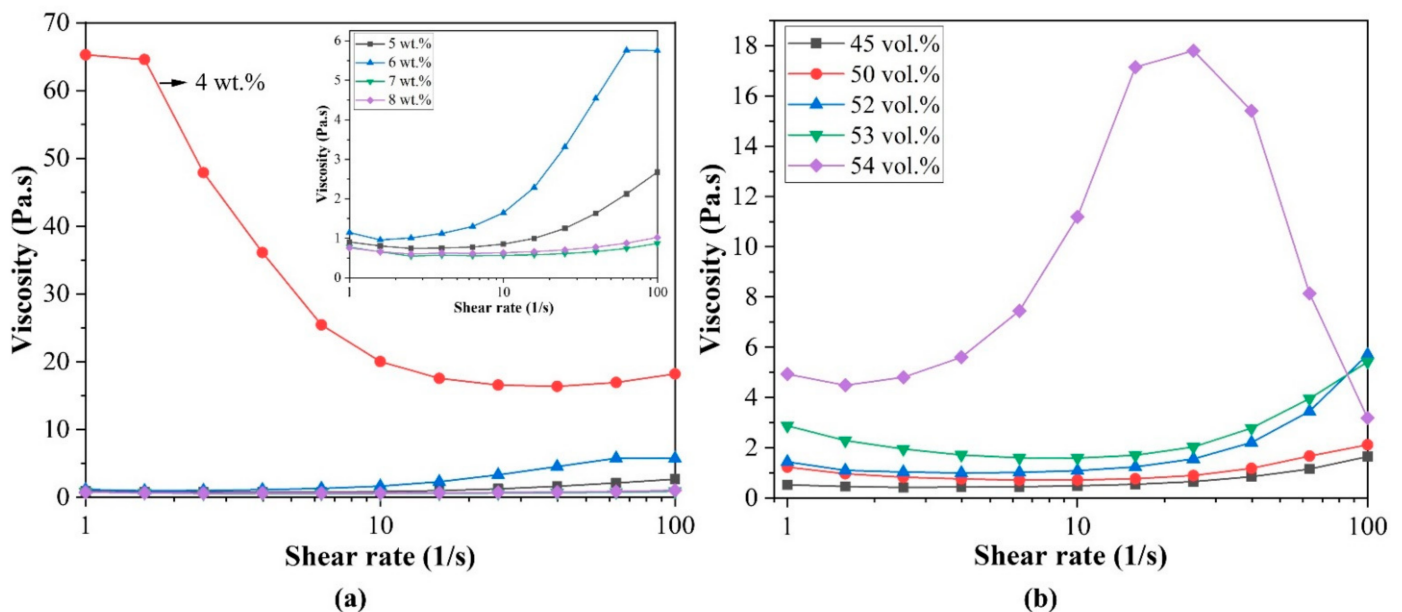 70
60
50
40
30
20
10
0
Viscosity (Pa.s)
4 wt.%
6
5
4
3
2
1
0
Viscosity (Pa.s)
5 wt.%
6 wt.%
7 wt.%
8 wt.%
1
10
100
Shear rate (1/s)
1
10
100
Shear rate (1/s)
(a)
18
16
14
12
10
8
6
4
2
0
Viscosity (Pa.s)
45 vol.%
50 vol.%
52 vol.%
53 vol.%
54 vol.%
1
10
100
Shear rate (1/s)
(b)